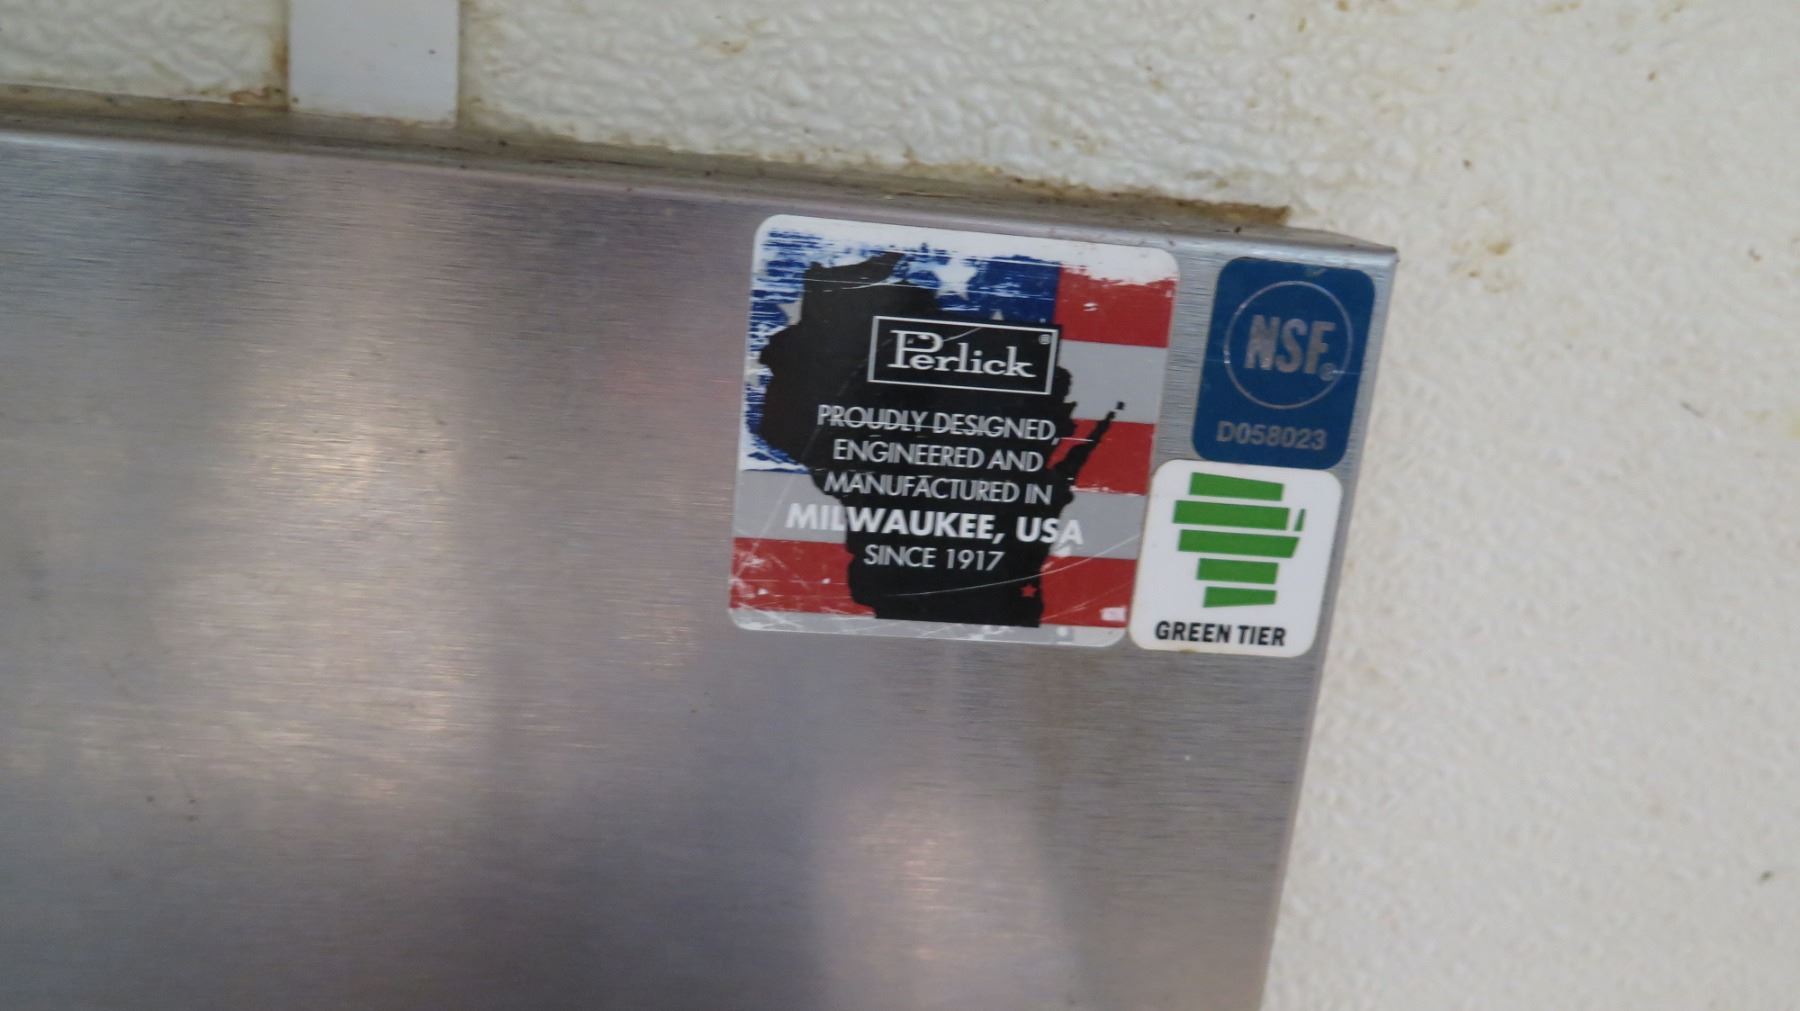 Perlick®
PROUDLY DESIGNED,
ENGINEERED AND
MANUFACTURED IN
MILWAUKEE, USA
SINCE 1917
NSF®
D058023
GREEN TIER